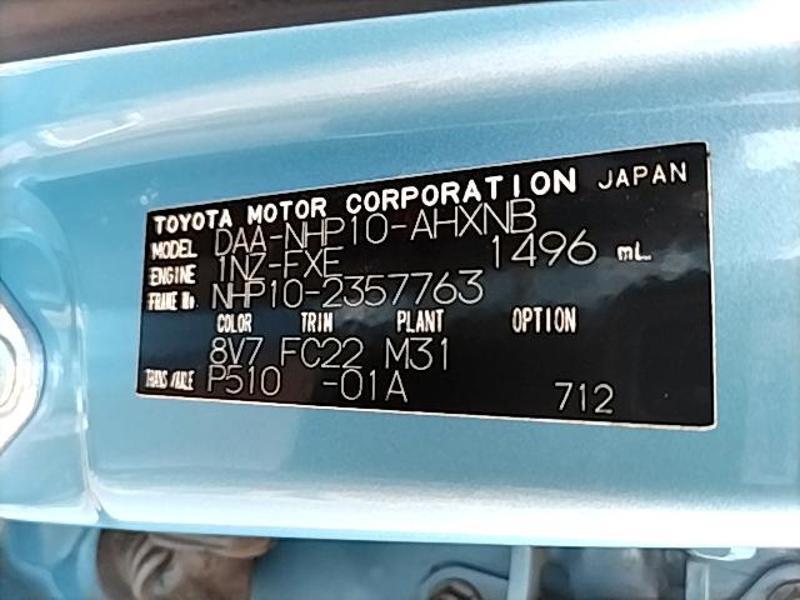 TOYOTA MOTOR CORPORATION JAPAN
MODEL DAA-NHP10-AHXNB
ENGINE 1NZ-FXE 1496 mL
FRAME No. NHP10-2357763
COLOR TRIM PLANT OPTION
8V7 FC22 M31
TRANS/AXLE P510 -01A 712